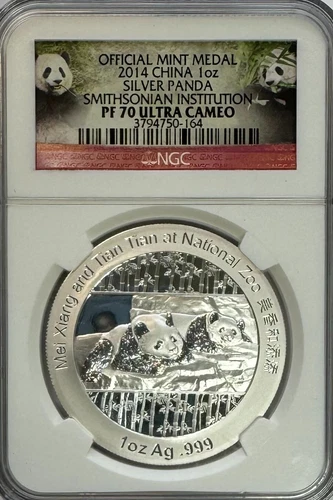 OFFICIAL MINT MEDAL
2014 CHINA 1oz
SILVER PANDA
SMITHSONIAN INSTITUTION
PF 70 ULTRA CAMEO
3794750-164
NGC
Mei Xiang and Tian Tian at National Zoo 美香和添添
1oz Ag .999